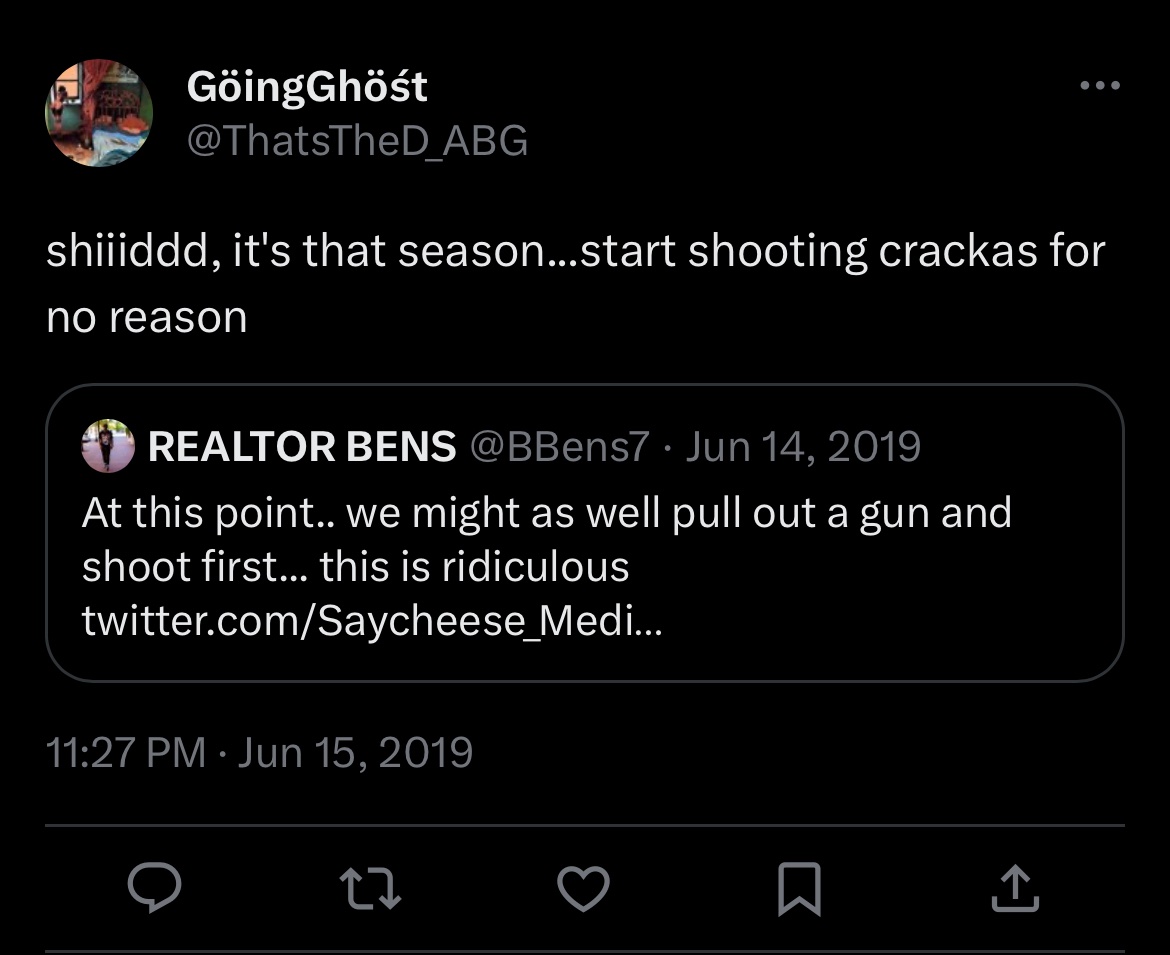 GöingGhöśt
@ThatsTheD_ABG
shiiiddd, it's that season...start shooting crackas for
no reason
REALTOR BENS @BBens7 · Jun 14, 2019
At this point.. we might as well pull out a gun and
shoot first... this is ridiculous
twitter.com/Saycheese_Medi...
11:27 PM · Jun 15, 2019